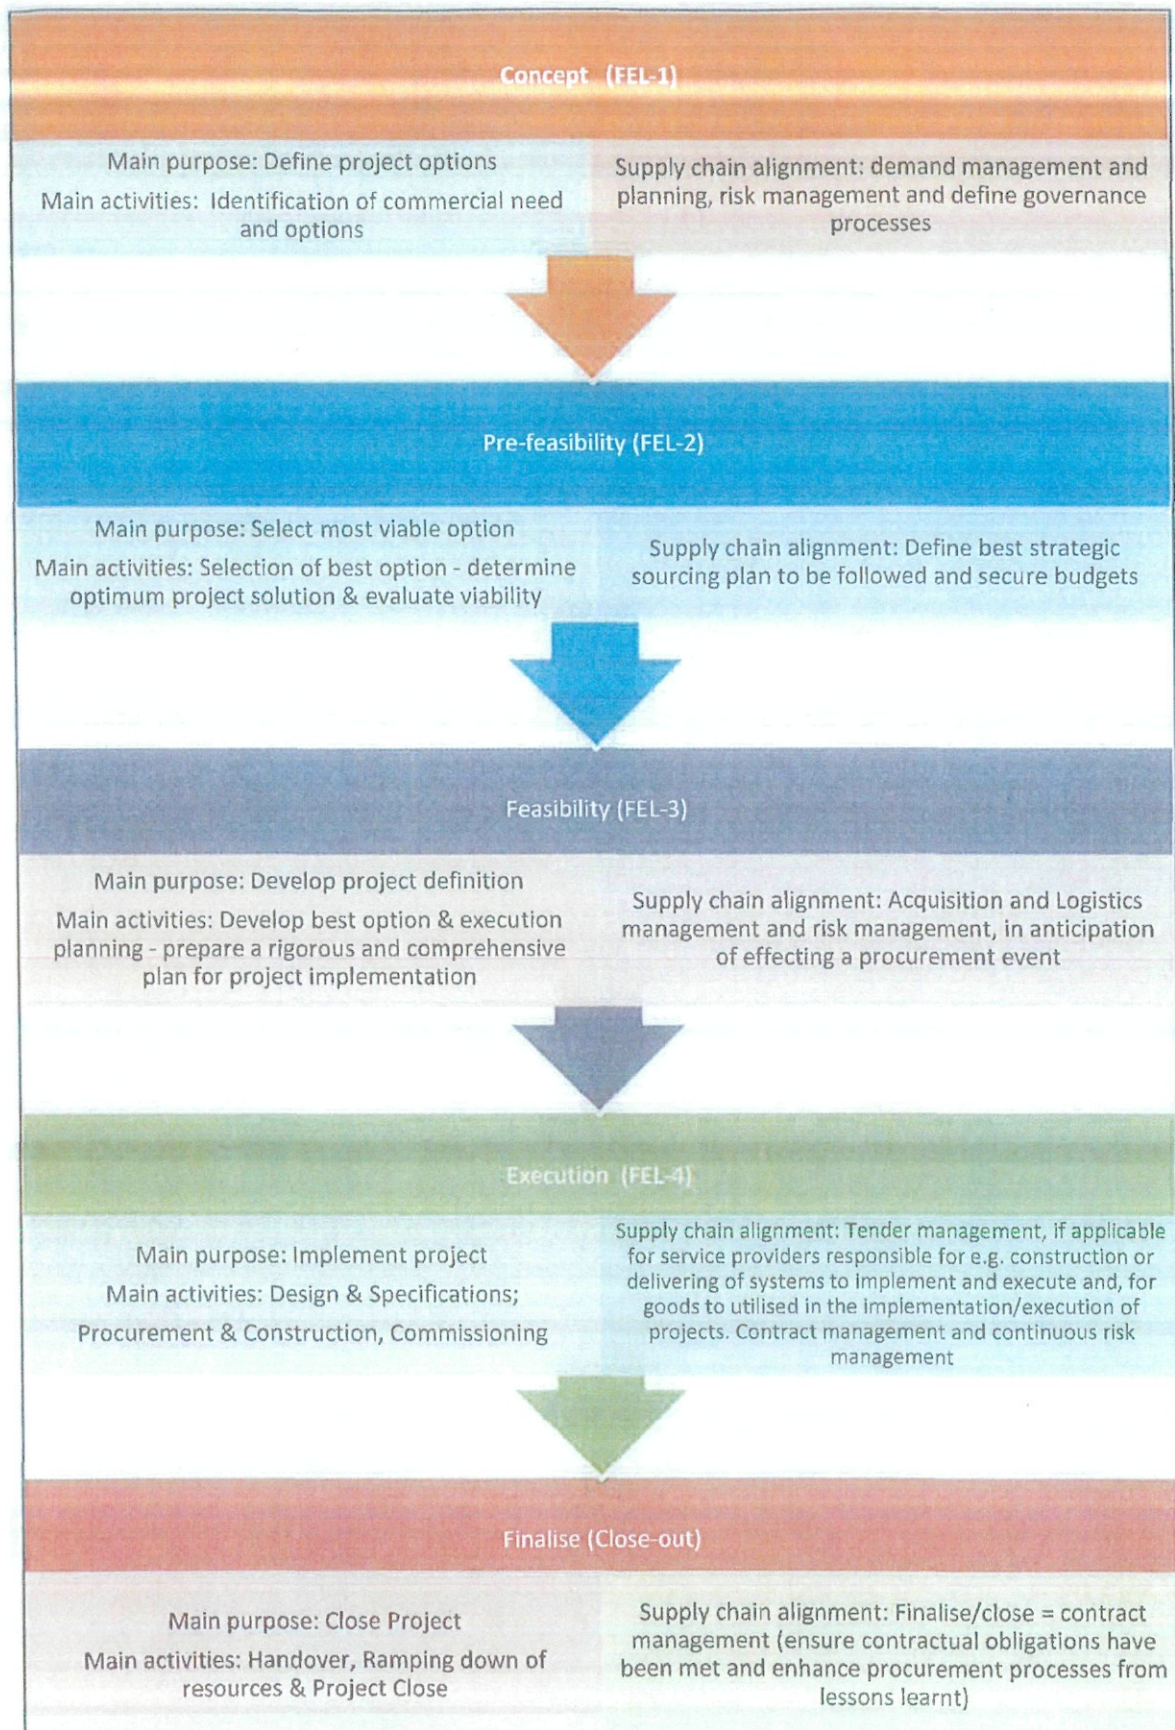 Concept (FEL-1)
Main purpose: Define project options
Main activities: Identification of commercial need
and options
Supply chain alignment: demand management and
planning, risk management and define governance
processes
Pre-feasibility (FEL-2)
Main purpose: Select most viable option
Main activities: Selection of best option - determine
optimum project solution & evaluate viability
Supply chain alignment: Define best strategic
sourcing plan to be followed and secure budgets
Feasibility (FEL-3)
Main purpose: Develop project definition
Main activities: Develop best option & execution
planning - prepare a rigorous and comprehensive
plan for project implementation
Supply chain alignment: Acquisition and Logistics
management and risk management, in anticipation
of effecting a procurement event
Execution (FEL-4)
Main purpose: Implement project
Main activities: Design & Specifications;
Procurement & Construction, Commissioning
Supply chain alignment: Tender management, if applicable
for service providers responsible for e.g. construction or
delivering of systems to implement and execute and, for
goods to utilised in the implementation/execution of
projects. Contract management and continuous risk
management
Finalise (Close-out)
Main purpose: Close Project
Main activities: Handover, Ramping down of
resources & Project Close
Supply chain alignment: Finalise/close = contract
management (ensure contractual obligations have
been met and enhance procurement processes from
lessons learnt)